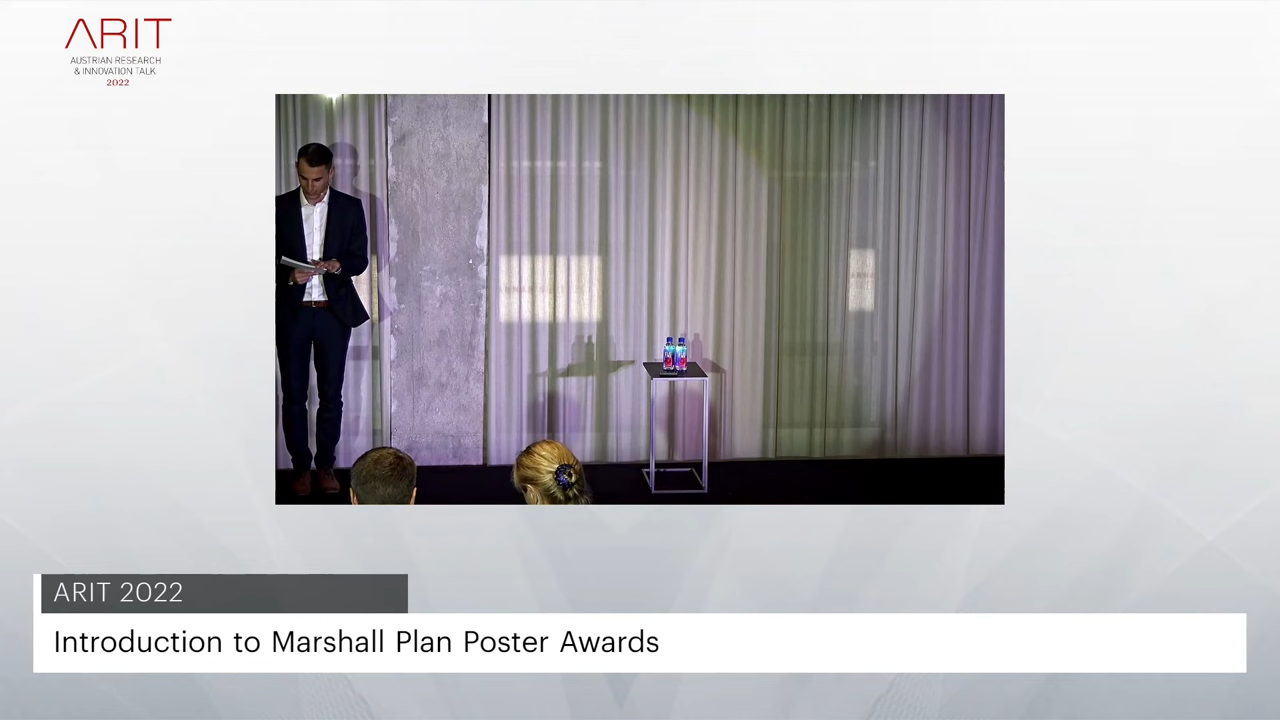 ARIT
AUSTRIAN RESEARCH
& INNOVATION TALK
2022
ARIT 2022
Introduction to Marshall Plan Poster Awards